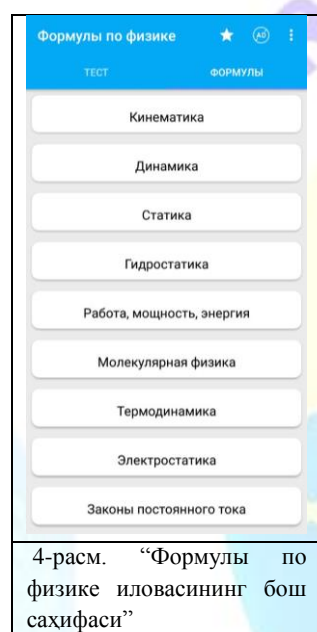 Формулы по физике
AD
ТЕСТ ФОРМУЛЫ
Кинематика
Динамика
Статика
Гидростатика
Работа, мощность, энергия
Молекулярная физика
Термодинамика
Электростатика
Законы постоянного тока
4-расм. “Формулы по
физике иловасининг бош
саҳифаси”